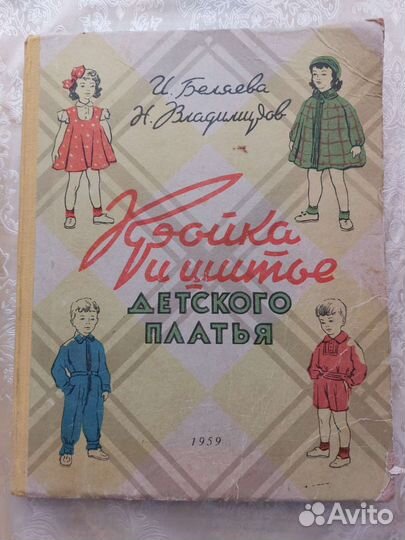 И. Беляева
Н. Владимиров
Кройка
и шитье
ДЕТСКОГО
ПЛАТЬЯ
1959
Avito